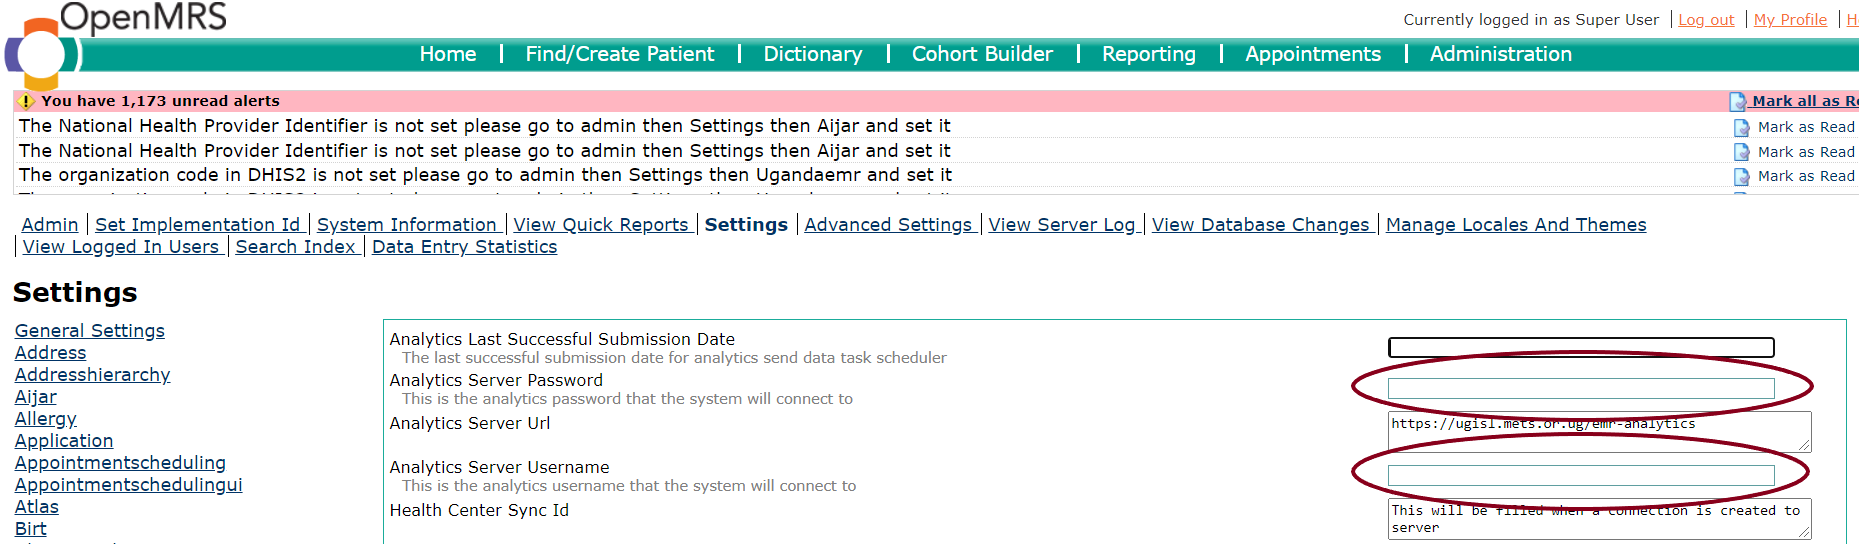 OpenMRS
Currently logged in as Super User | Log out | My Profile |
Home | Find/Create Patient | Dictionary | Cohort Builder | Reporting | Appointments | Administration
You have 1,173 unread alerts
Mark all as
The National Health Provider Identifier is not set please go to admin then Settings then Aijar and set it
Mark as Read
The National Health Provider Identifier is not set please go to admin then Settings then Aijar and set it
Mark as Read
The organization code in DHIS2 is not set please go to admin then Settings then Ugandaemr and set it
Mark as Read
Admin | Set Implementation Id | System Information | View Quick Reports | Settings | Advanced Settings | View Server Log | View Database Changes | Manage Locales And Themes
| View Logged In Users | Search Index | Data Entry Statistics
Settings
General Settings
Address
Addresshierarchy
Aijar
Allergy
Application
Appointmentscheduling
Appointmentschedulingui
Atlas
Birt
Analytics Last Successful Submission Date
The last successful submission date for analytics send data task scheduler
Analytics Server Password
This is the analytics password that the system will connect to
Analytics Server Url
https://ugisl.mets.or.ug/emr-analytics
Analytics Server Username
This is the analytics username that the system will connect to
Health Center Sync Id
This will be filled when a connection is created to
server